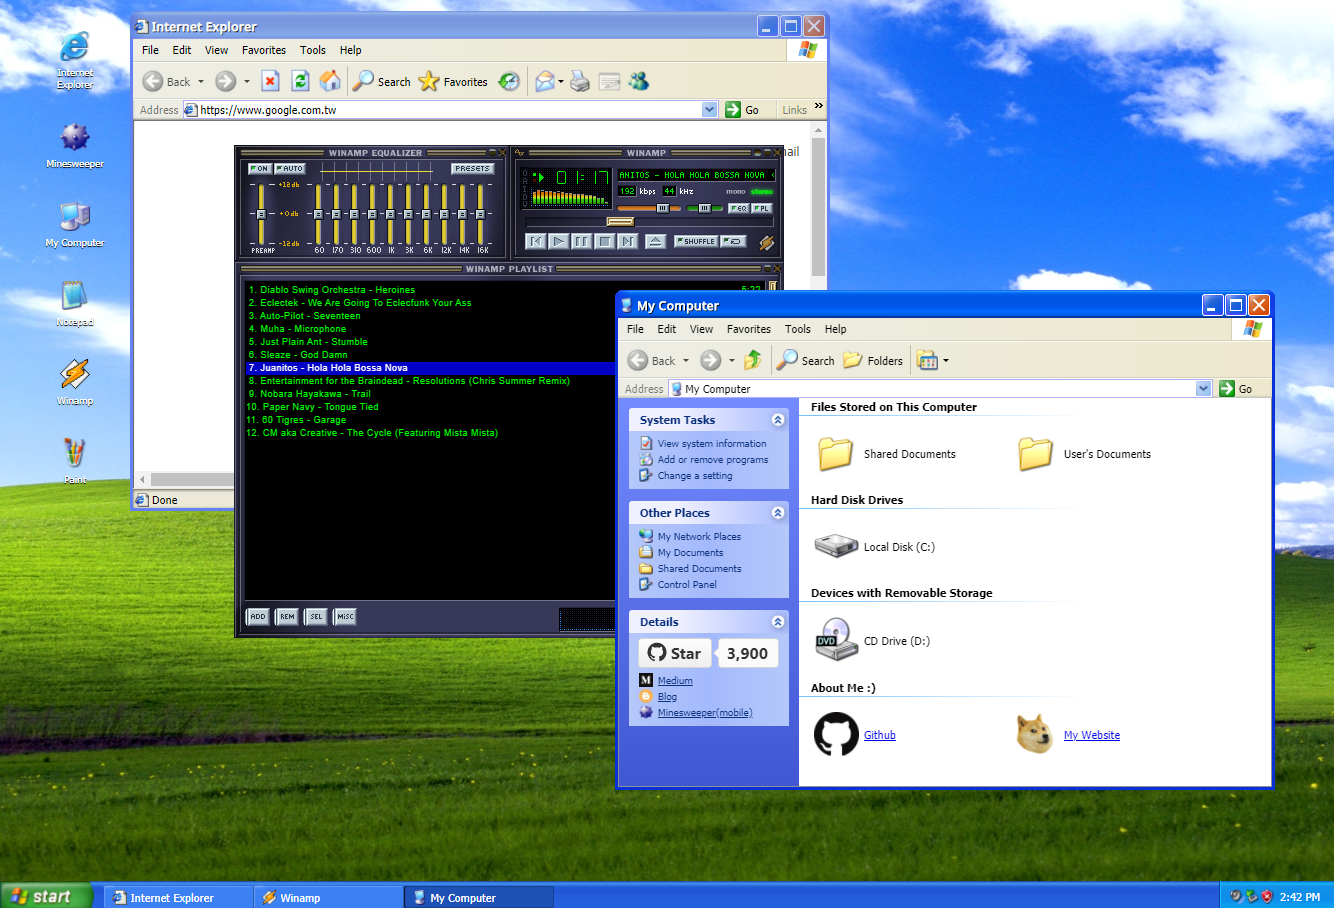 Internet Explorer
Minesweeper
My Computer
Notepad
Winamp
Paint
Internet Explorer
File Edit View Favorites Tools Help
Back Search Favorites
Address https://www.google.com.tw Go Links »
Done
WINAMP EQUALIZER
ON AUTO PRESETS
+12 db
+0 db
-12 db
PREAMP 60 170 310 600 1K 3K 6K 12K 14K 16K
WINAMP
01:17
ANITOS - HOLA HOLA BOSSA NOVA <
192 kbps 44 kHz mono stereo
EQ PL
SHUFFLE
WINAMP PLAYLIST
1. Diablo Swing Orchestra - Heroines
2. Eclectek - We Are Going To Eclecfunk Your Ass
3. Auto-Pilot - Seventeen
4. Muha - Microphone
5. Just Plain Ant - Stumble
6. Sleaze - God Damn
7. Juanitos - Hola Hola Bossa Nova
8. Entertainment for the Braindead - Resolutions (Chris Summer Remix)
9. Nobara Hayakawa - Trail
10. Paper Navy - Tongue Tied
11. 60 Tigres - Garage
12. CM aka Creative - The Cycle (Featuring Mista Mista)
ADD REM SEL MISC
My Computer
File Edit View Favorites Tools Help
Back Search Folders
Address My Computer Go
System Tasks
View system information
Add or remove programs
Change a setting
Other Places
My Network Places
My Documents
Shared Documents
Control Panel
Details
Star 3,900
Medium
Blog
Minesweeper(mobile)
Files Stored on This Computer
Shared Documents User's Documents
Hard Disk Drives
Local Disk (C:)
Devices with Removable Storage
DVD CD Drive (D:)
About Me :)
Github My Website
start Internet Explorer Winamp My Computer 2:42 PM